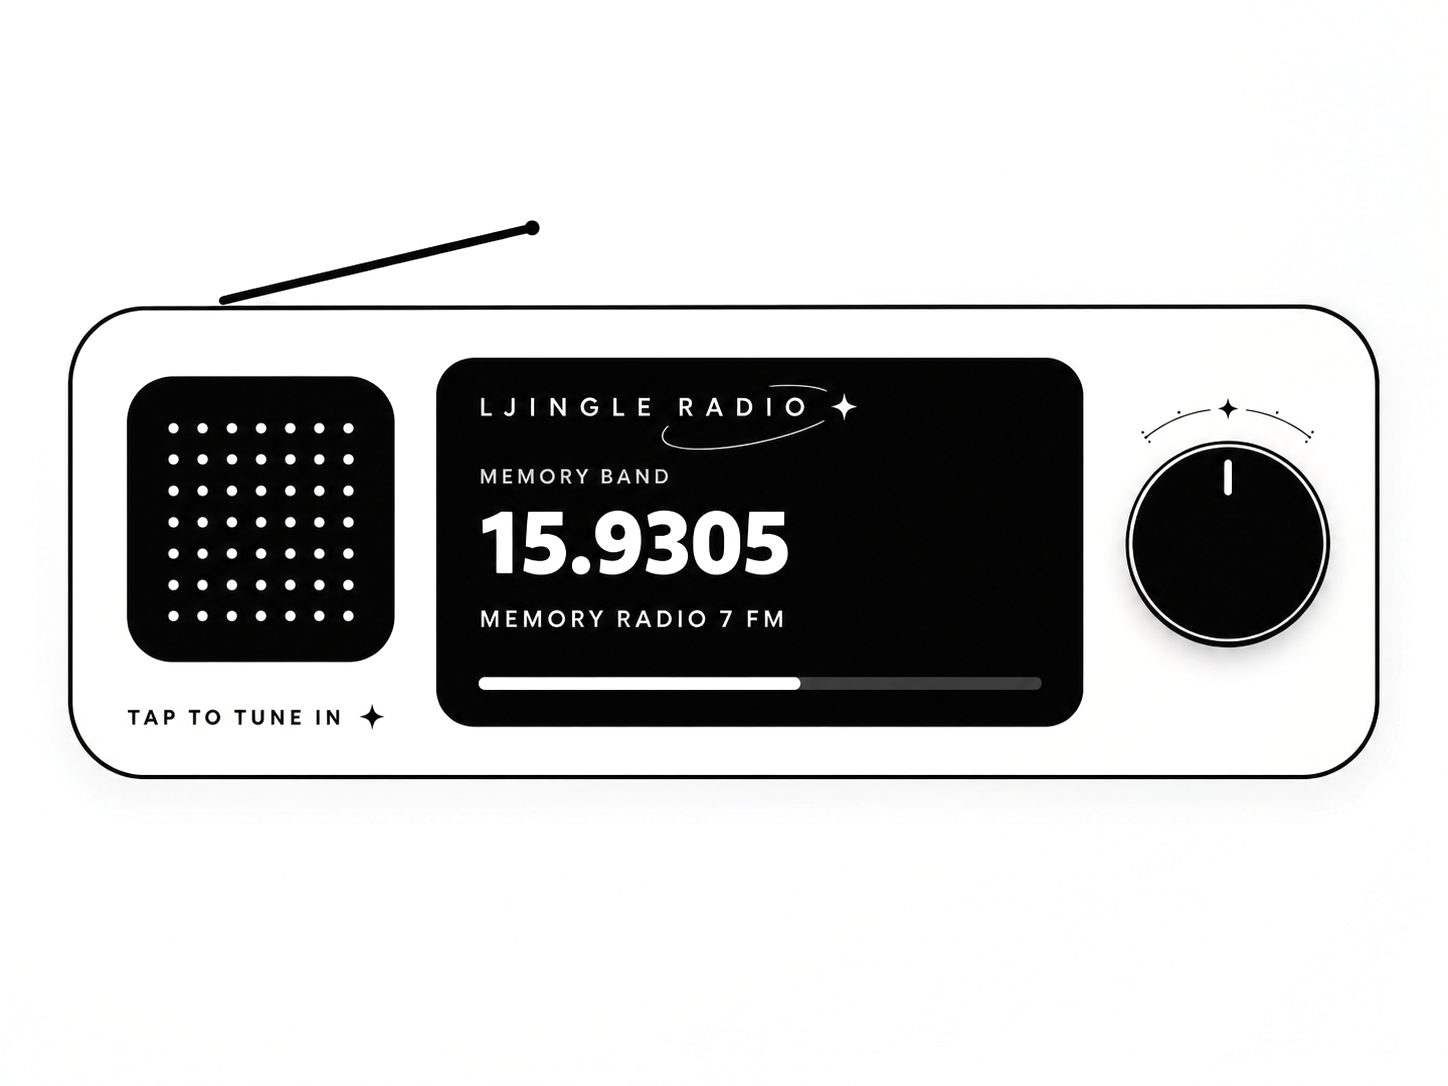 LJINGLE RADIO
MEMORY BAND
15.9305
MEMORY RADIO 7 FM
TAP TO TUNE IN